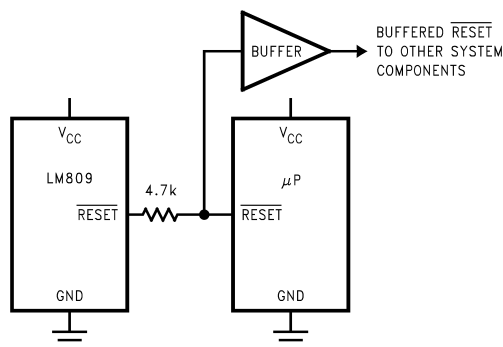 BUFFERED RESET
TO OTHER SYSTEM
COMPONENTS
BUFFER
VCC
LM809
RESET
GND
4.7k
VCC
μP
RESET
GND